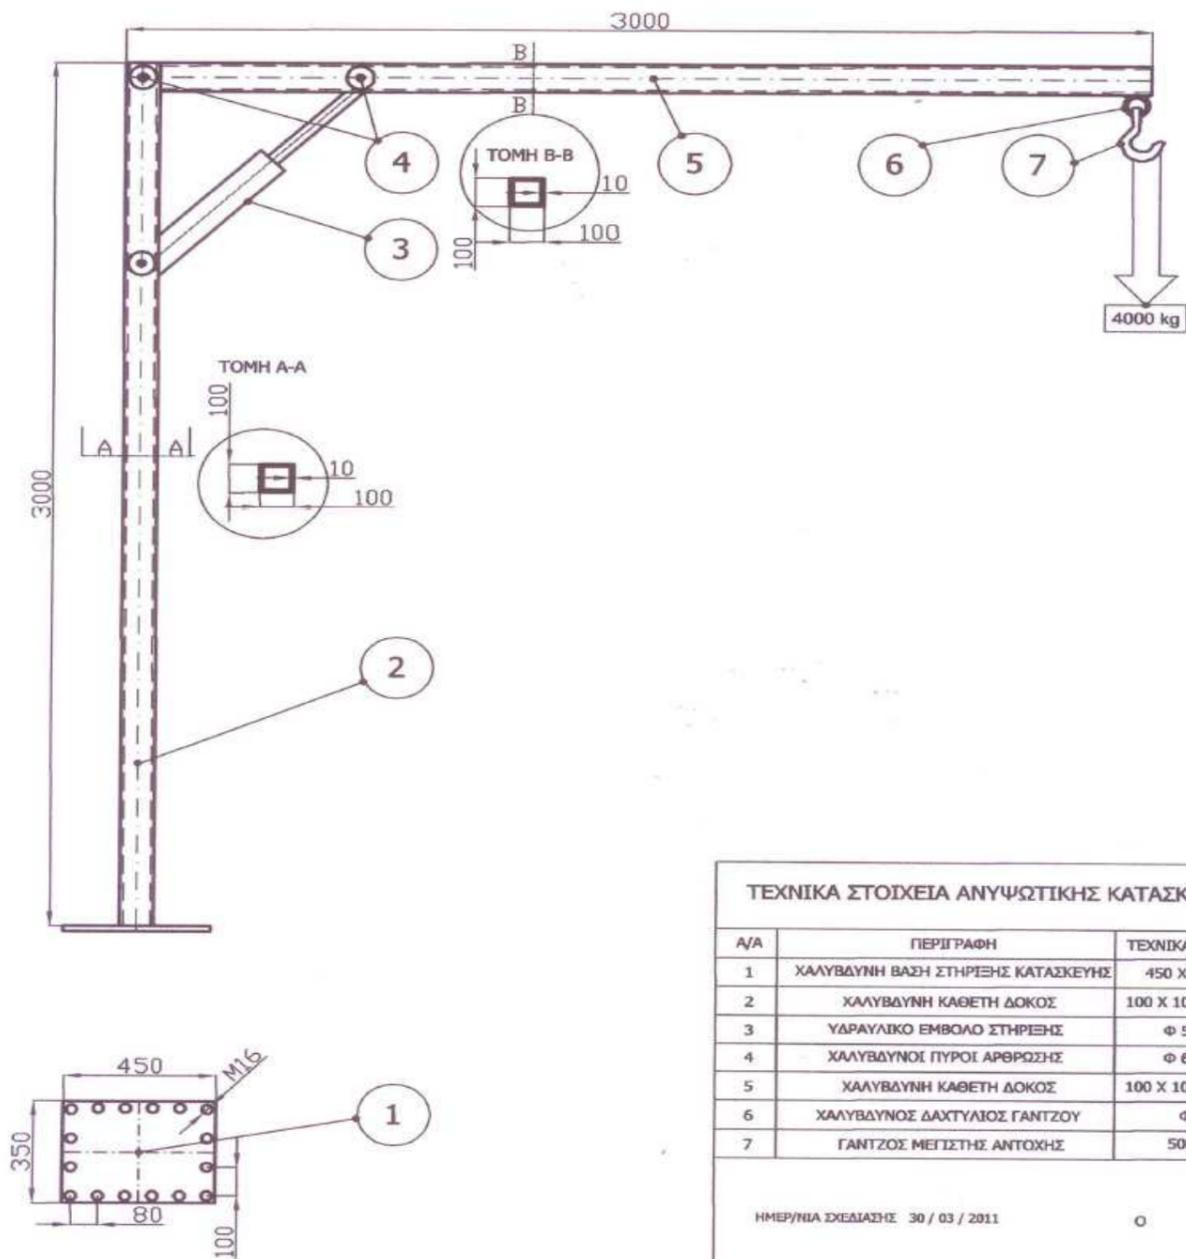 3000
B
B
4
5
6
7
ΤΟΜΗ Β-Β
10
100
100
3
4000 kg
ΤΟΜΗ Α-Α
100
A A
10
100
3000
2
ΤΕΧΝΙΚΑ ΣΤΟΙΧΕΙΑ ΑΝΥΨΩΤΙΚΗΣ ΚΑΤΑΣΚ
Α/Α ΠΕΡΙΓΡΑΦΗ ΤΕΧΝΙΚΑ
1 ΧΑΛΥΒΔΥΝΗ ΒΑΣΗ ΣΤΗΡΙΞΗΣ ΚΑΤΑΣΚΕΥΗΣ 450 X
2 ΧΑΛΥΒΔΥΝΗ ΚΑΘΕΤΗ ΔΟΚΟΣ 100 X 10
3 ΥΔΡΑΥΛΙΚΟ ΕΜΒΟΛΟ ΣΤΗΡΙΞΗΣ Φ 5
4 ΧΑΛΥΒΔΥΝΟΙ ΠΥΡΟΙ ΑΡΘΡΩΣΗΣ Φ 6
5 ΧΑΛΥΒΔΥΝΗ ΚΑΘΕΤΗ ΔΟΚΟΣ 100 X 10
6 ΧΑΛΥΒΔΥΝΟΣ ΔΑΧΤΥΛΙΟΣ ΓΑΝΤΖΟΥ Φ
7 ΓΑΝΤΖΟΣ ΜΕΓΙΣΤΗΣ ΑΝΤΟΧΗΣ 50
ΗΜΕΡ/ΝΙΑ ΣΧΕΔΙΑΣΗΣ 30 / 03 / 2011 Ο
450
M16
1
350
80
100